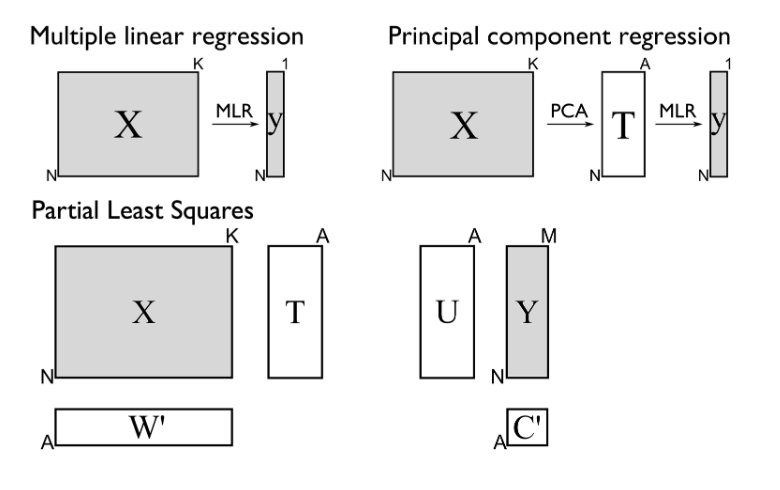 Multiple linear regression
K
1
X
MLR
y
N
N
Principal component regression
K
A
1
X
PCA
T
MLR
y
N
N
N
Partial Least Squares
K
A
A
M
X
T
U
Y
N
N
A
W'
A
C'